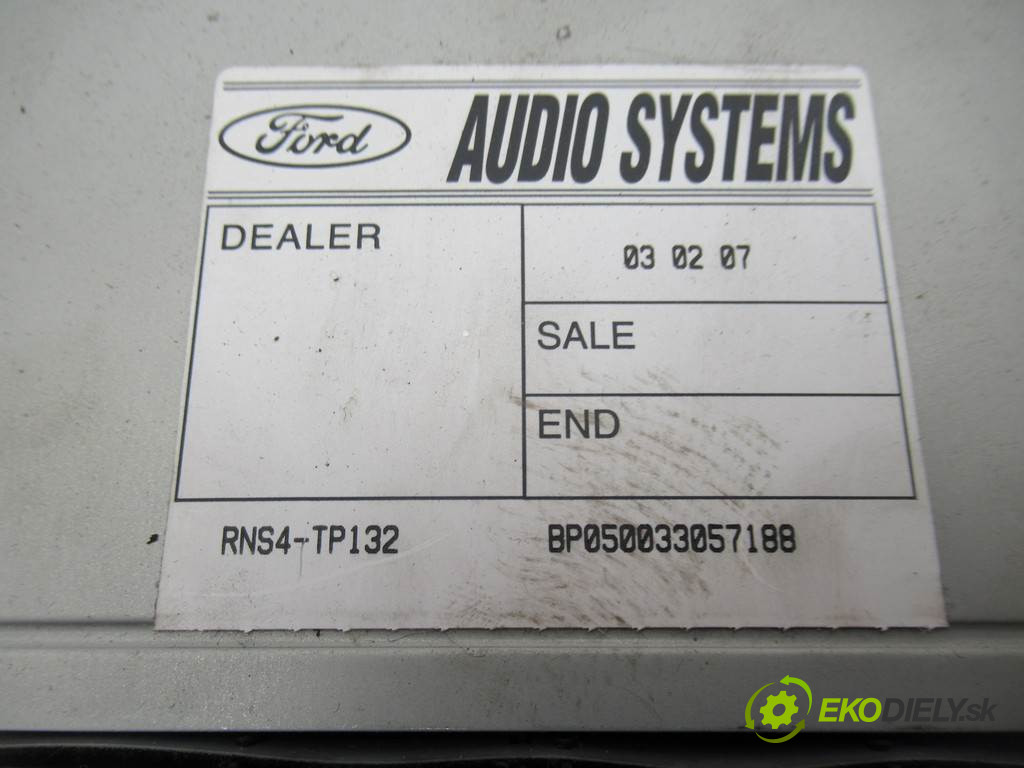 Ford AUDIO SYSTEMS
DEALER
03 02 07
SALE
END
RNS4-TP132 BP050033057188
EKODIELY.sk